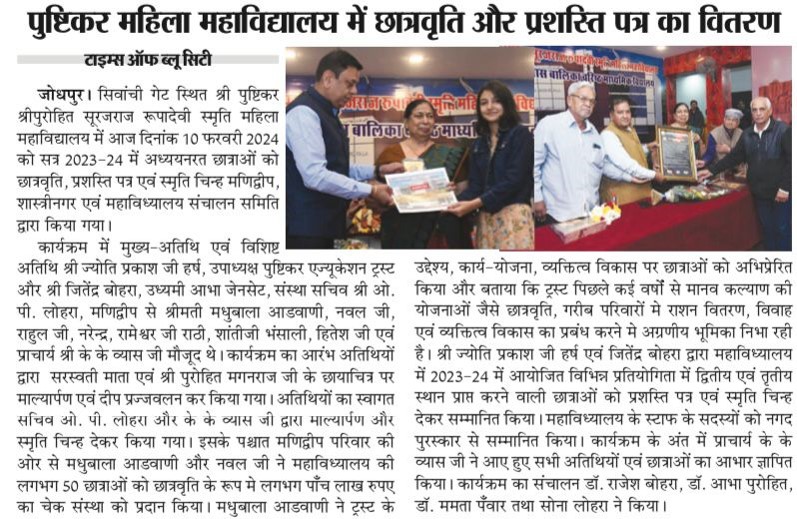 पुष्टिकर महिला महाविद्यालय में छात्रवृति और प्रशस्ति पत्र का वितरण
टाइम्स ऑफ ब्लू सिटी
जोधपुर। सिवांची गेट स्थित श्री पुष्टिकर
श्रीपुरोहित सूरजराज रूपादेवी स्मृति महिला
महाविद्यालय में आज दिनांक 10 फरवरी 2024
को सत्र 2023-24 में अध्ययनरत छात्राओं को
छात्रवृति, प्रशस्ति पत्र एवं स्मृति चिन्ह मणिद्वीप,
शास्त्रीनगर एवं महाविध्यालय संचालन समिति
द्वारा किया गया।
कार्यक्रम में मुख्य-अतिथि एवं विशिष्ट
अतिथि श्री ज्योति प्रकाश जी हर्ष, उपाध्यक्ष पुष्टिकर एज्यूकेशन ट्रस्ट
और श्री जितेंद्र बोहरा, उध्यमी आभा जेनसेट, संस्था सचिव श्री ओ.
पी. लोहरा, मणिद्वीप से श्रीमती मधुबाला आडवाणी, नवल जी,
राहुल जी, नरेन्द्र, रामेश्वर जी राठी, शांतीजी भंसाली, हितेश जी एवं
प्राचार्य श्री के के व्यास जी मौजूद थे। कार्यक्रम का आरंभ अतिथियों
द्वारा सरस्वती माता एवं श्री पुरोहित मगनराज जी के छायाचित्र पर
माल्यार्पण एवं दीप प्रज्जवलन कर किया गया। अतिथियों का स्वागत
सचिव ओ. पी. लोहरा और के के व्यास जी द्वारा माल्यार्पण और
स्मृति चिन्ह देकर किया गया। इसके पश्चात मणिद्वीप परिवार की
ओर से मधुबाला आडवाणी और नवल जी ने महाविध्यालय की
लगभग 50 छात्राओं को छात्रवृति के रूप मे लगभग पाँच लाख रुपए
का चेक संस्था को प्रदान किया। मधुबाला आडवाणी ने ट्रस्ट के
उद्देश्य, कार्य-योजना, व्यक्तित्व विकास पर छात्राओं को अभिप्रेरित
किया और बताया कि ट्रस्ट पिछले कई वर्षों से मानव कल्याण की
योजनाओं जैसे छात्रवृति, गरीब परिवारों मे राशन वितरण, विवाह
एवं व्यक्तित्व विकास का प्रबंध करने मे अग्रणीय भूमिका निभा रही
है। श्री ज्योति प्रकाश जी हर्ष एवं जितेंद्र बोहरा द्वारा महाविध्यालय
में 2023-24 में आयोजित विभिन्न प्रतियोगिता में द्वितीय एवं तृतीय
स्थान प्राप्त करने वाली छात्राओं को प्रशस्ति पत्र एवं स्मृति चिन्ह
देकर सम्मानित किया। महाविध्यालय के स्टाफ के सदस्यों को नगद
पुरस्कार से सम्मानित किया। कार्यक्रम के अंत में प्राचार्य के के
व्यास जी ने आए हुए सभी अतिथियों एवं छात्राओं का आभार ज्ञापित
किया। कार्यक्रम का संचालन डॉ. राजेश बोहरा, डॉ. आभा पुरोहित,
डॉ. ममता पँवार तथा सोना लोहरा ने किया।